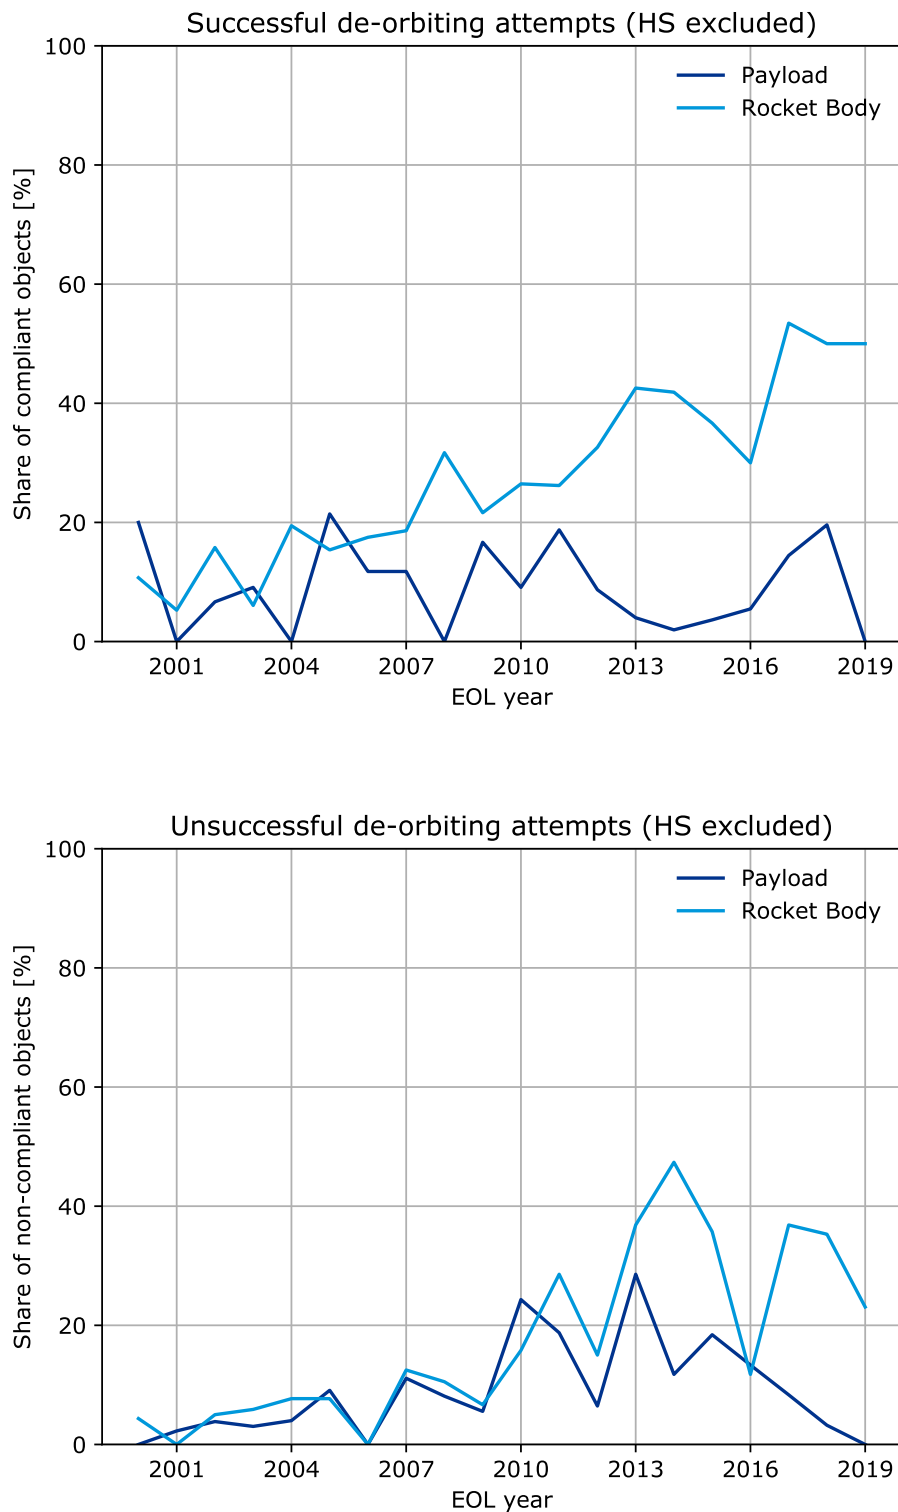 Successful de-orbiting attempts (HS excluded)
100
Payload
Rocket Body
80
60
40
20
0
Share of compliant objects [%]
2001 2004 2007 2010 2013 2016 2019
EOL year
Unsuccessful de-orbiting attempts (HS excluded)
100
Payload
Rocket Body
80
60
40
20
0
Share of non-compliant objects [%]
2001 2004 2007 2010 2013 2016 2019
EOL year